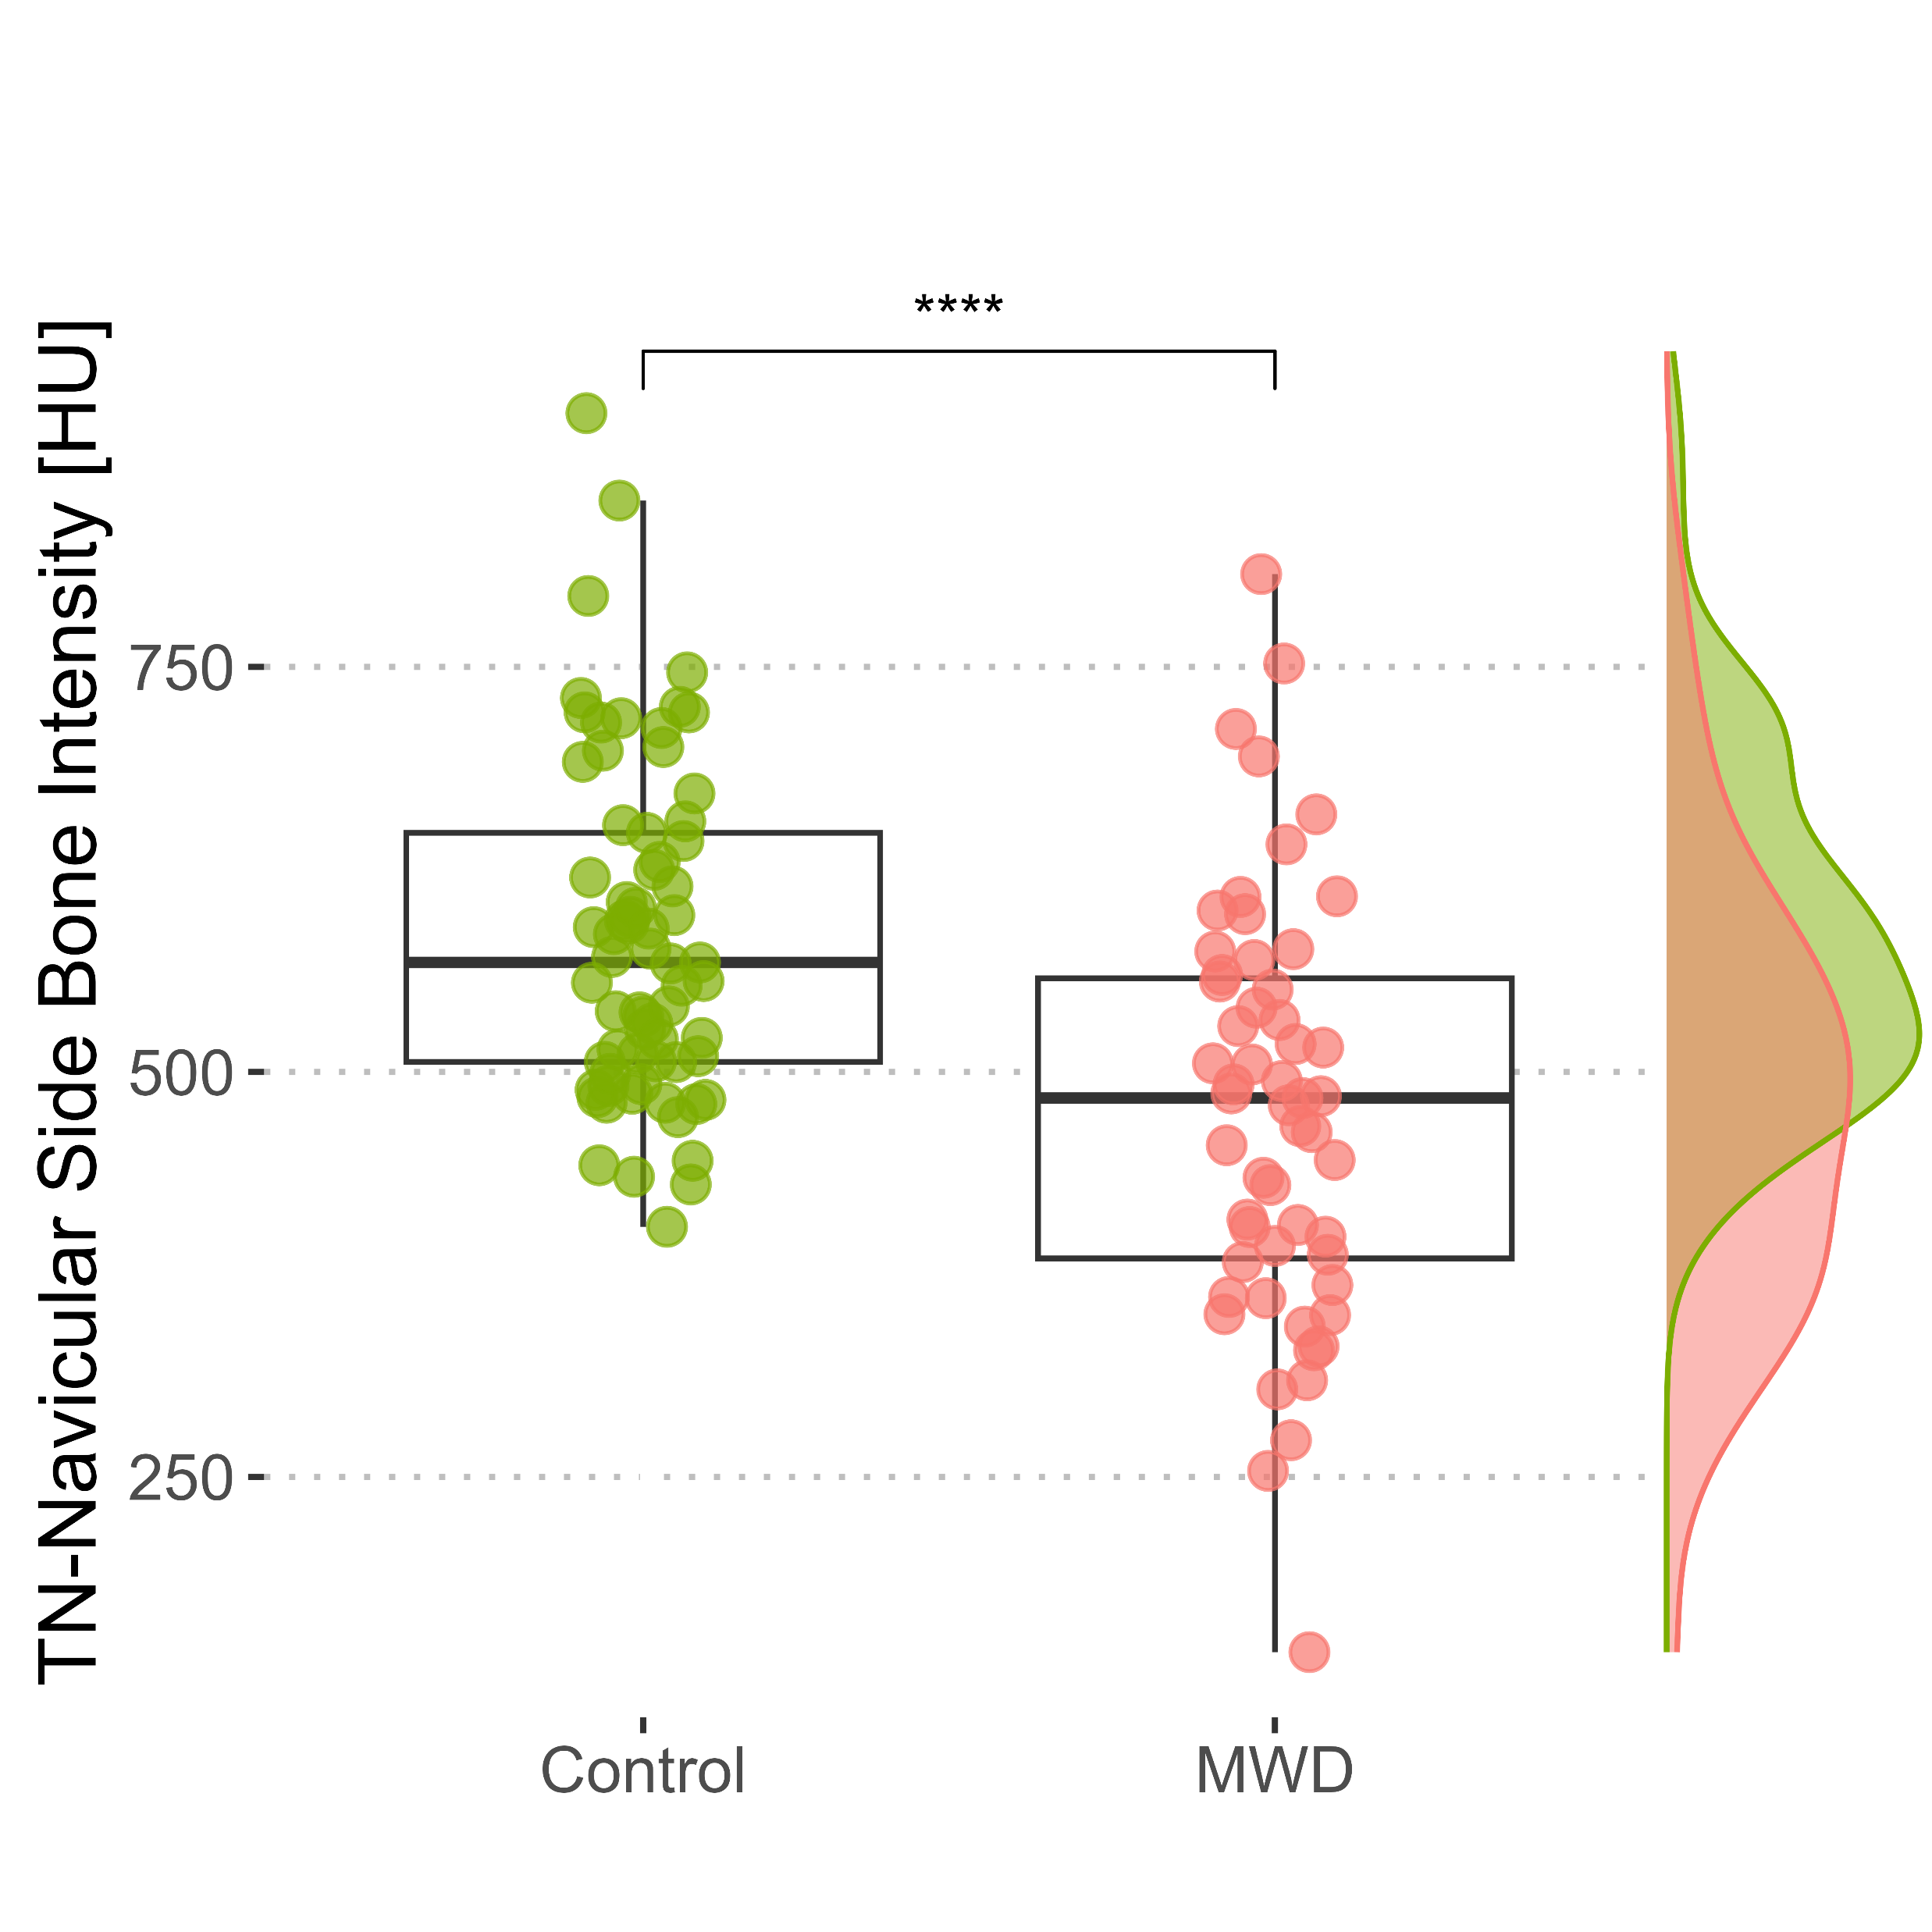 ****
TN-Navicular Side Bone Intensity [HU]
750
500
250
Control
MWD